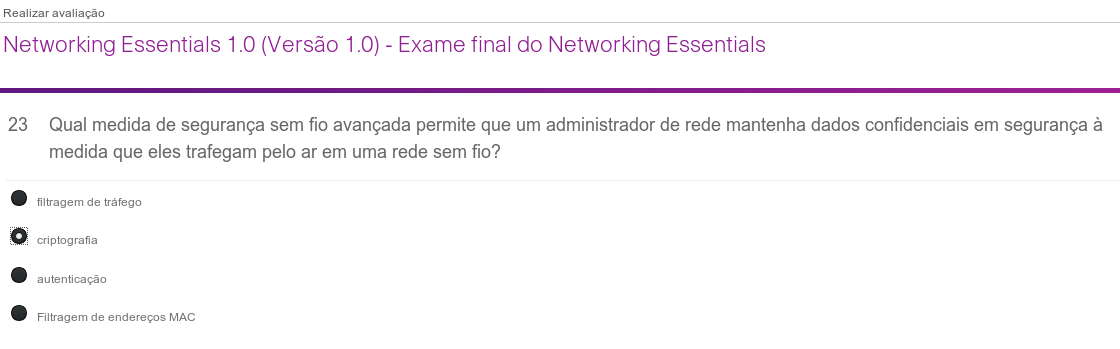 Realizar avaliação
Networking Essentials 1.0 (Versão 1.0) - Exame final do Networking Essentials
23 Qual medida de segurança sem fio avançada permite que um administrador de rede mantenha dados confidenciais em segurança à
medida que eles trafegam pelo ar em uma rede sem fio?
filtragem de tráfego
criptografia
autenticação
Filtragem de endereços MAC